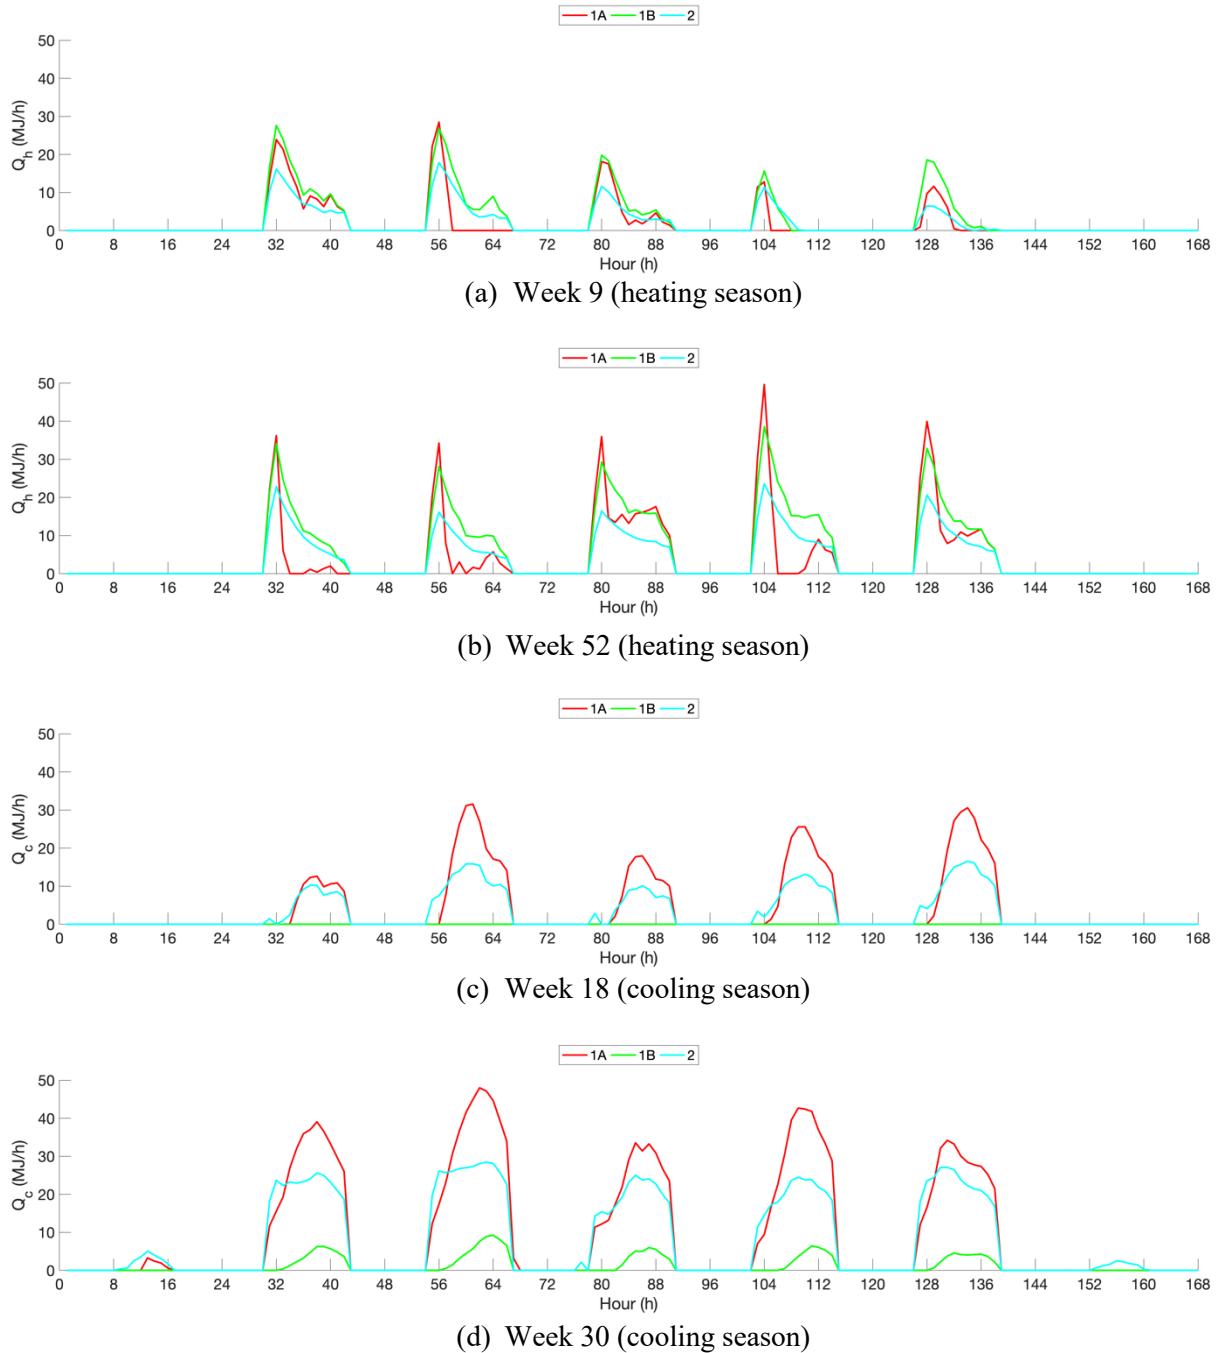 1A 1B 2
50
40
30
20
10
0
Q_h (MJ/h)
0 8 16 24 32 40 48 56 64 72 80 88 96 104 112 120 128 136 144 152 160 168
Hour (h)
(a) Week 9 (heating season)
1A 1B 2
50
40
30
20
10
0
Q_h (MJ/h)
0 8 16 24 32 40 48 56 64 72 80 88 96 104 112 120 128 136 144 152 160 168
Hour (h)
(b) Week 52 (heating season)
1A 1B 2
50
40
30
20
10
0
Q_c (MJ/h)
0 8 16 24 32 40 48 56 64 72 80 88 96 104 112 120 128 136 144 152 160 168
Hour (h)
(c) Week 18 (cooling season)
1A 1B 2
50
40
30
20
10
0
Q_c (MJ/h)
0 8 16 24 32 40 48 56 64 72 80 88 96 104 112 120 128 136 144 152 160 168
Hour (h)
(d) Week 30 (cooling season)